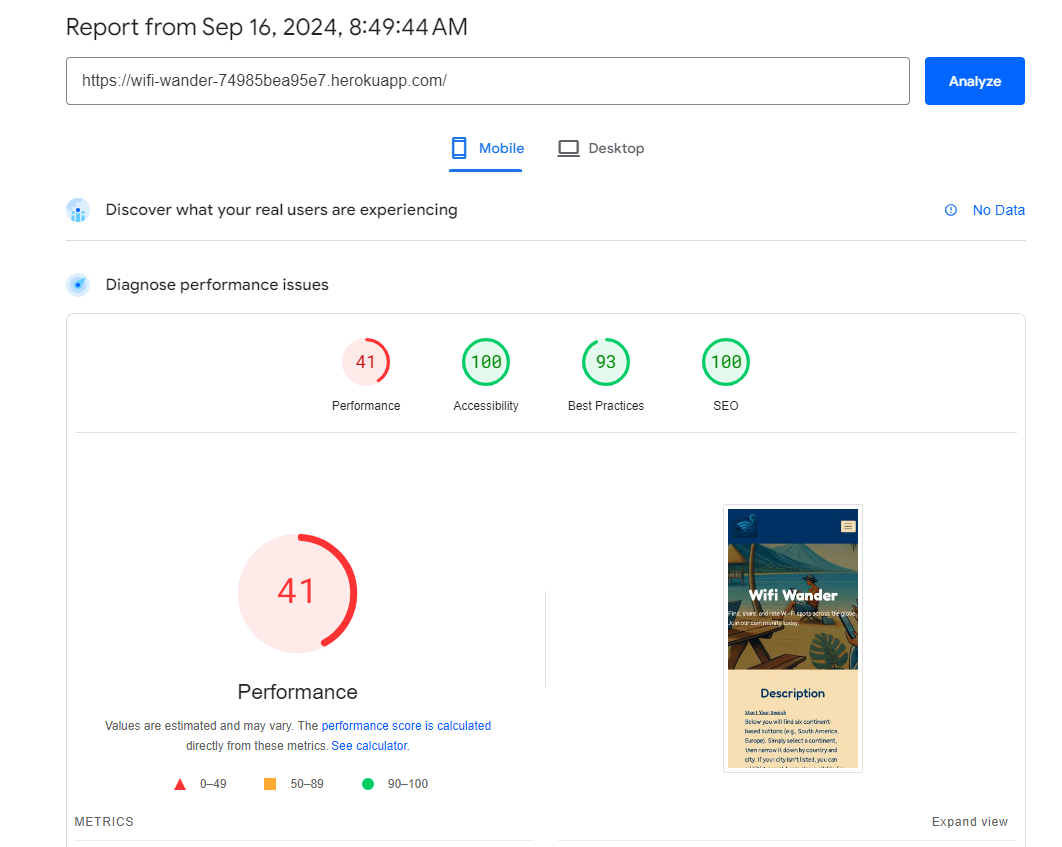 Report from Sep 16, 2024, 8:49:44 AM
https://wifi-wander-74985bea95e7.herokuapp.com/
Analyze
Mobile
Desktop
Discover what your real users are experiencing
No Data
Diagnose performance issues
41
100
93
100
Performance
Accessibility
Best Practices
SEO
41
Performance
Values are estimated and may vary. The performance score is calculated
directly from these metrics. See calculator.
0–49
50–89
90–100
Wifi Wander
Find, share, and rate Wi-Fi spots across the globe.
Join our community today.
Description
Start Your Search
Below you will find six continent-
based buttons (e.g., South America,
Europe). Simply select a continent,
then narrow it down by country and
city. If your city isn't listed, you can
METRICS
Expand view